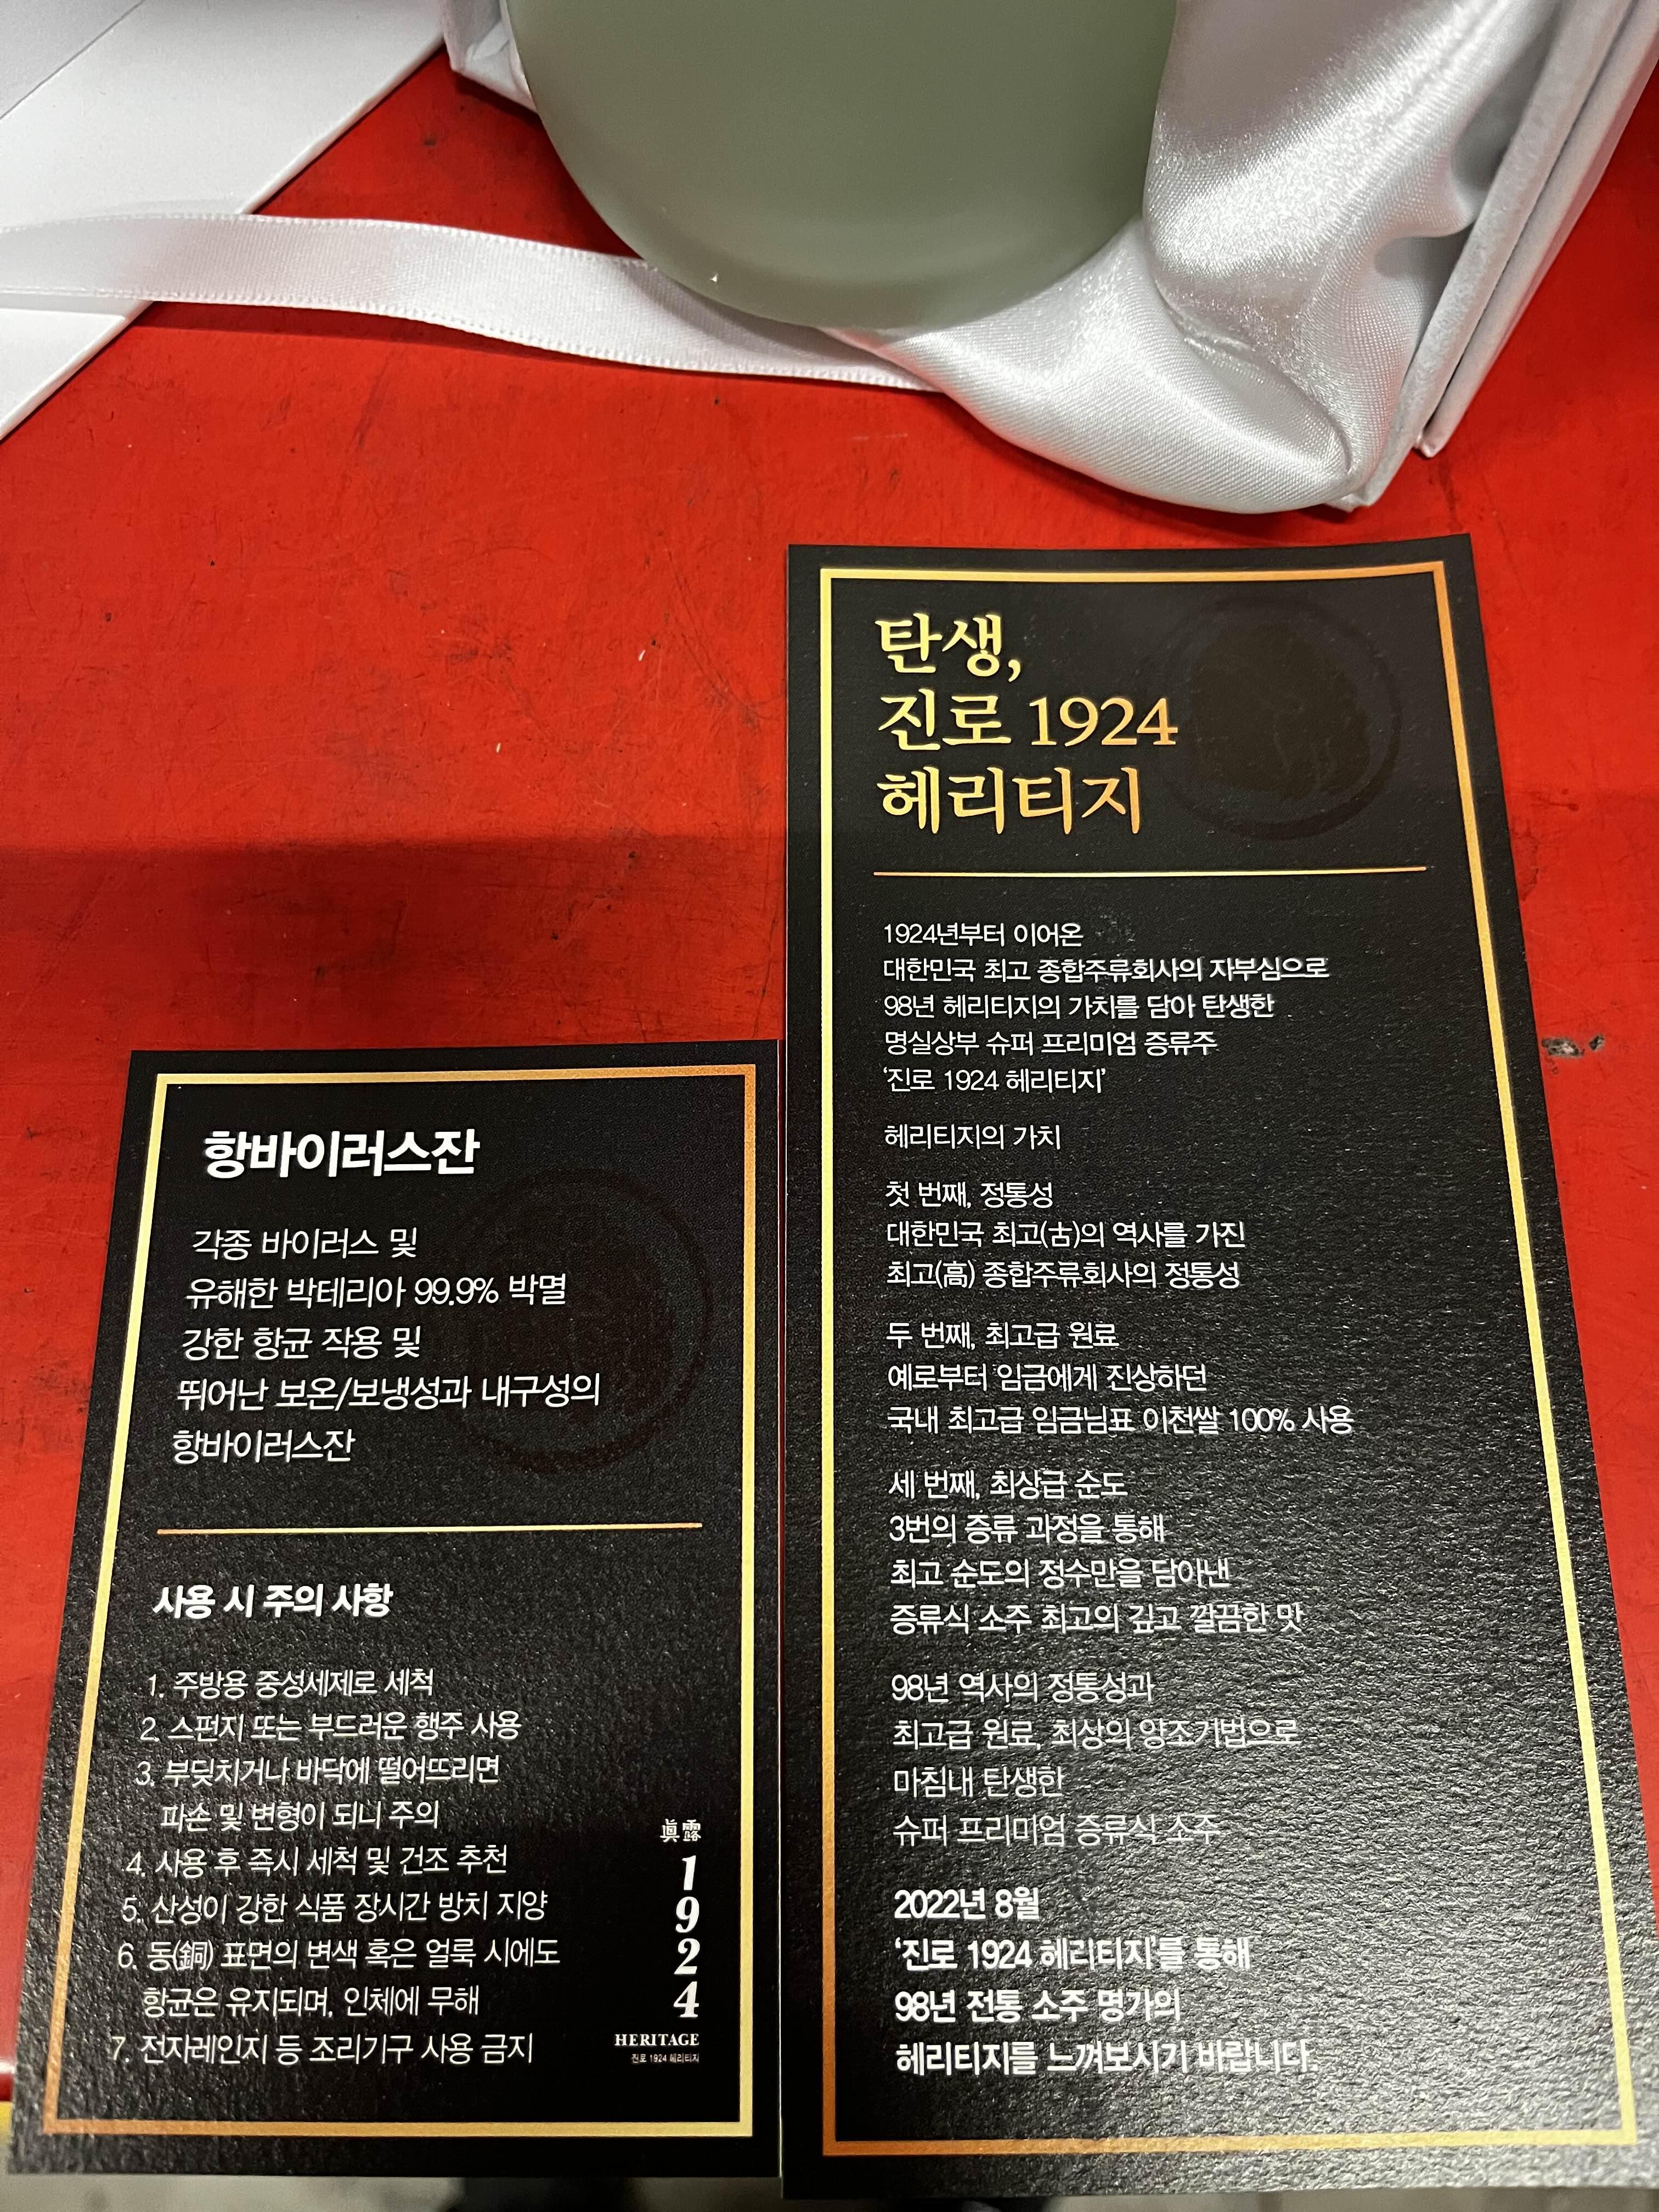 탄생,
진로 1924
헤리티지
1924년부터 이어온
대한민국 최고 종합주류회사의 자부심으로
98년 헤리티지의 가치를 담아 탄생한
명실상부 슈퍼 프리미엄 증류주
‘진로 1924 헤리티지’
헤리티지의 가치
첫 번째, 정통성
대한민국 최고(古)의 역사를 가진
최고(高) 종합주류회사의 정통성
두 번째, 최고급 원료
예로부터 임금에게 진상하던
국내 최고급 임금님표 이천쌀 100% 사용
세 번째, 최상급 순도
3번의 증류 과정을 통해
최고 순도의 정수만을 담아낸
증류식 소주 최고의 깊고 깔끔한 맛
98년 역사의 정통성과
최고급 원료, 최상의 양조기법으로
마침내 탄생한
슈퍼 프리미엄 증류식 소주
2022년 8월
‘진로 1924 헤리티지’를 통해
98년 전통 소주 명가의
헤리티지를 느껴보시기 바랍니다.
항바이러스잔
각종 바이러스 및
유해한 박테리아 99.9% 박멸
강한 항균 작용 및
뛰어난 보온/보냉성과 내구성의
항바이러스잔
사용 시 주의 사항
1. 주방용 중성세제로 세척
2. 스펀지 또는 부드러운 행주 사용
3. 부딪치거나 바닥에 떨어뜨리면
파손 및 변형이 되니 주의
4. 사용 후 즉시 세척 및 건조 추천
5. 산성이 강한 식품 장시간 방치 지양
6. 동(銅) 표면의 변색 혹은 얼룩 시에도
항균은 유지되며, 인체에 무해
7. 전자레인지 등 조리기구 사용 금지
眞露
1
9
2
4
HERITAGE
진로 1924 헤리티지